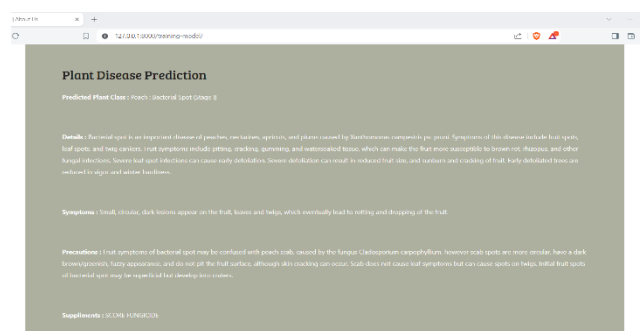 About Us
127.0.0.1:8000/training-model/
Plant Disease Prediction
Predicted Plant Class : Peach : Bacterial Spot (Stage I)
Details : Bacterial spot is an important disease of peaches, nectarines, apricots, and plums caused by Xanthomonas campestris pv. pruni. Symptoms of this disease include fruit spots,
leaf spots, and twig cankers. Fruit symptoms include pitting, cracking, gumming, and watersoaked tissue, which can make the fruit more susceptible to brown rot, rhizopus, and other
fungal infections. Severe leaf spot infections can cause early defoliation. Severe defoliation can result in reduced fruit size, and sunburn and cracking of fruit. Early defoliated trees are
reduced in vigor and winter hardiness.
Symptoms : Small, circular, dark lesions appear on the fruit, leaves and twigs, which eventually lead to rotting and dropping of the fruit.
Precautions : Fruit symptoms of bacterial spot may be confused with peach scab, caused by the fungus Cladosporium carpophyllum, however scab spots are more circular, have a dark
brown/greenish, fuzzy appearance, and do not pit the fruit surface, although skin cracking can occur. Scab does not cause leaf symptoms but can cause spots on twigs. Initial fruit spots
of bacterial spot may be superficial but develop into craters.
Suppliments : SCORE FUNGICIDE